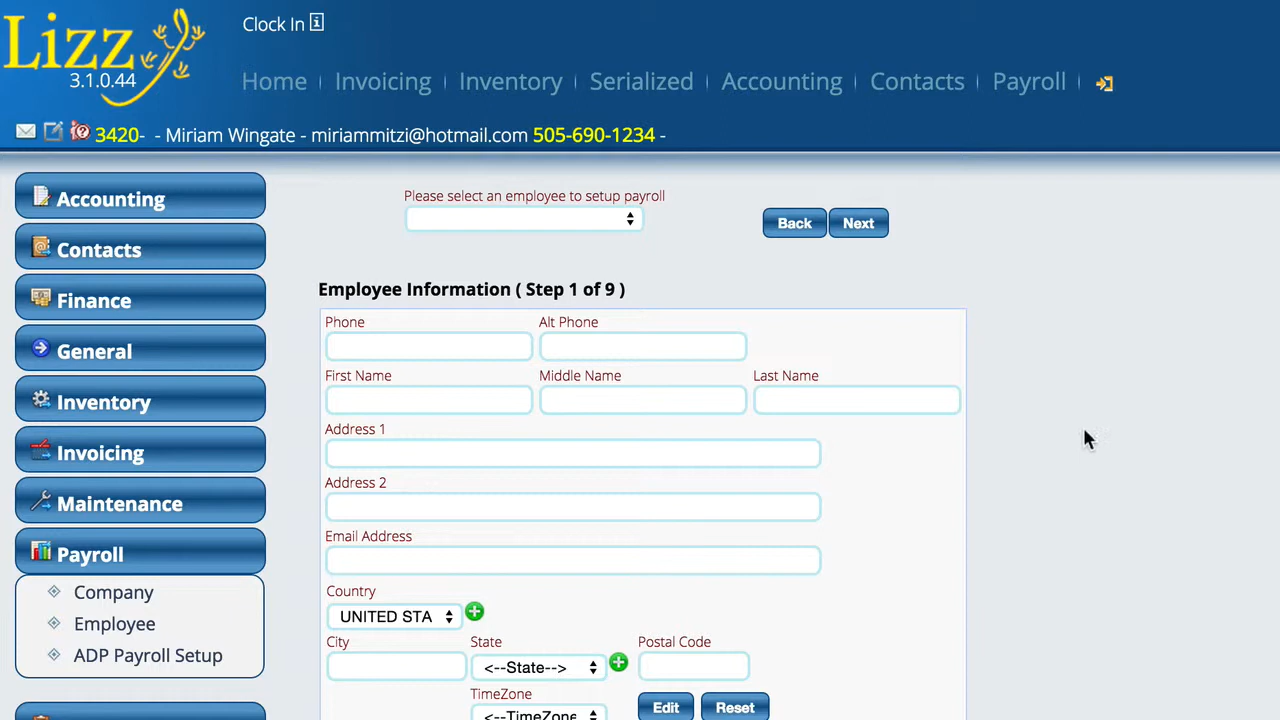 Lizz
3.1.0.44
Clock In
Home Invoicing Inventory Serialized Accounting Contacts Payroll
3420- - Miriam Wingate - miriammitzi@hotmail.com 505-690-1234 -
Accounting
Contacts
Finance
General
Inventory
Invoicing
Maintenance
Payroll
Company
Employee
ADP Payroll Setup
Please select an employee to setup payroll
Back Next
Employee Information ( Step 1 of 9 )
Phone Alt Phone
First Name Middle Name Last Name
Address 1
Address 2
Email Address
Country
UNITED STA
City State Postal Code
<--State-->
TimeZone
<--TimeZone
Edit Reset